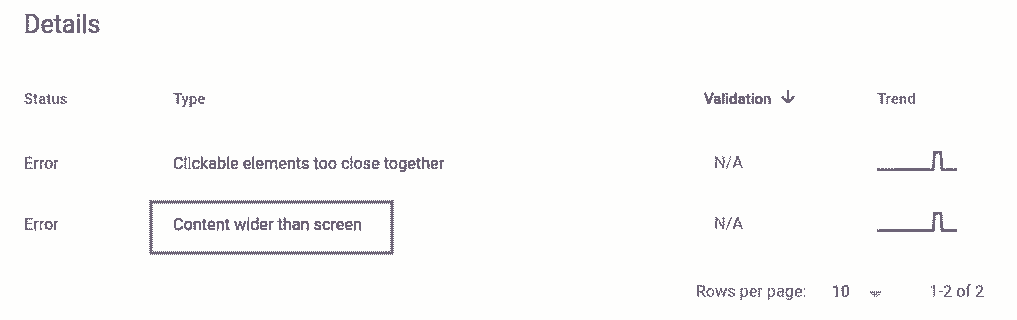 Details
Status Type Validation ↓ Trend
Error Clickable elements too close together N/A
Error Content wider than screen N/A
Rows per page: 10 1-2 of 2